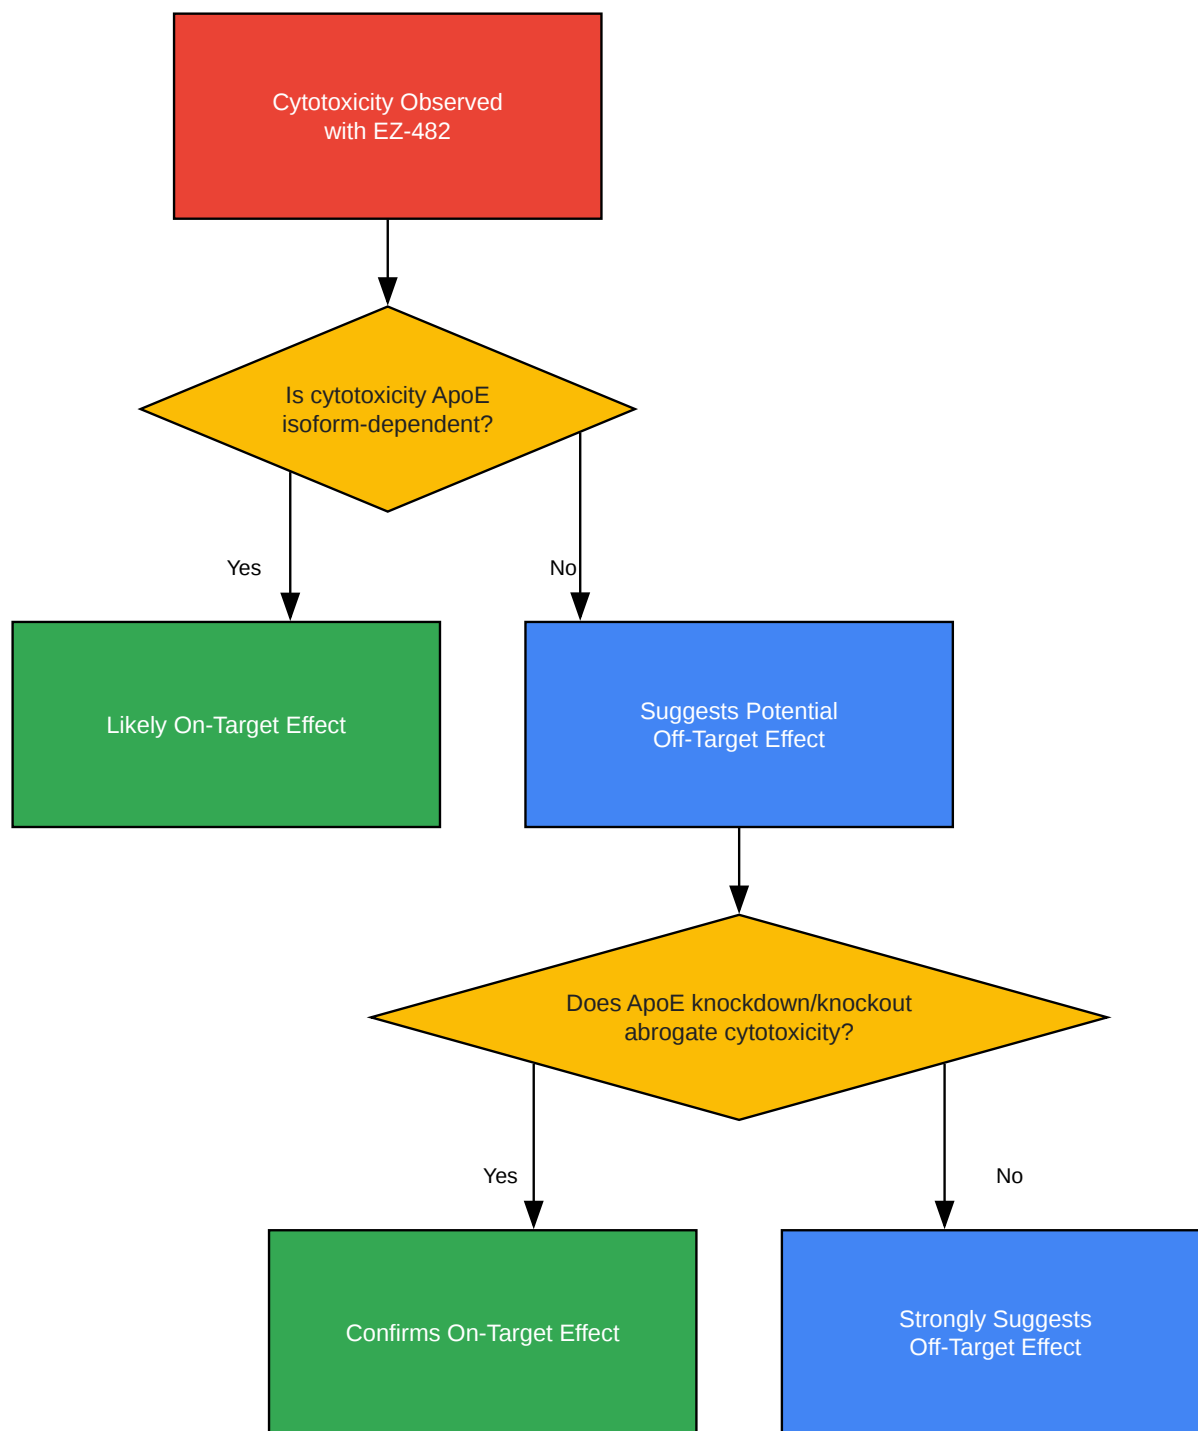 Cytotoxicity Observed
with EZ-482
Is cytotoxicity ApoE
isoform-dependent?
Yes
No
Likely On-Target Effect
Suggests Potential
Off-Target Effect
Does ApoE knockdown/knockout
abrogate cytotoxicity?
Yes
No
Confirms On-Target Effect
Strongly Suggests
Off-Target Effect